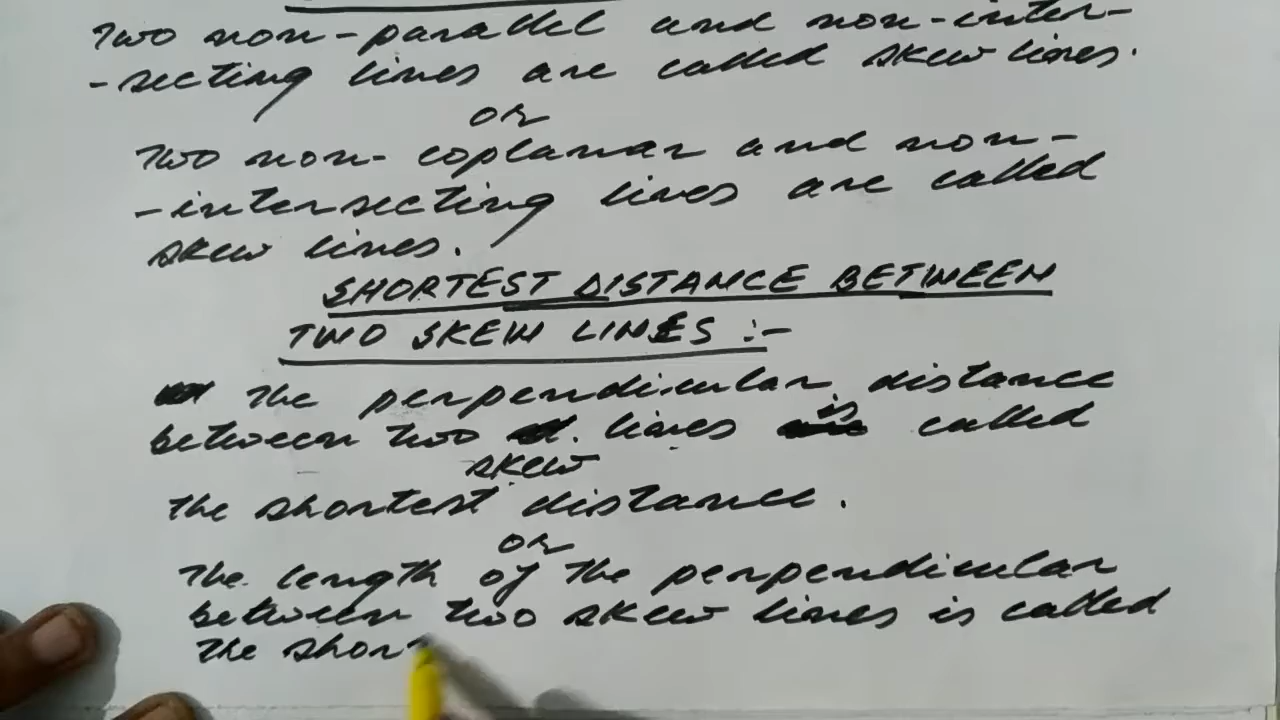 Two non-parallel and non-inter-
-secting lines are called skew lines.
or
Two non-coplanar and non-
-intersecting lines are called
skew lines.
SHORTEST DISTANCE BETWEEN
TWO SKEW LINES :-
The perpendicular distance
between two lines is called
skew
the shortest distance.
or
The length of the perpendicular
between two skew lines is called
the shor